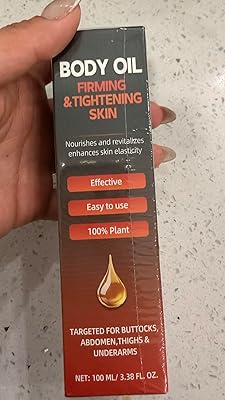 BODY OIL
FIRMING
&TIGHTENING
SKIN
Nourishes and revitalizes
enhances skin elasticity
Effective
Easy to use
100% Plant
TARGETED FOR BUTTOCKS,
ABDOMEN,THIGHS &
UNDERARMS
NET: 100 ML/ 3.38 FL. OZ.